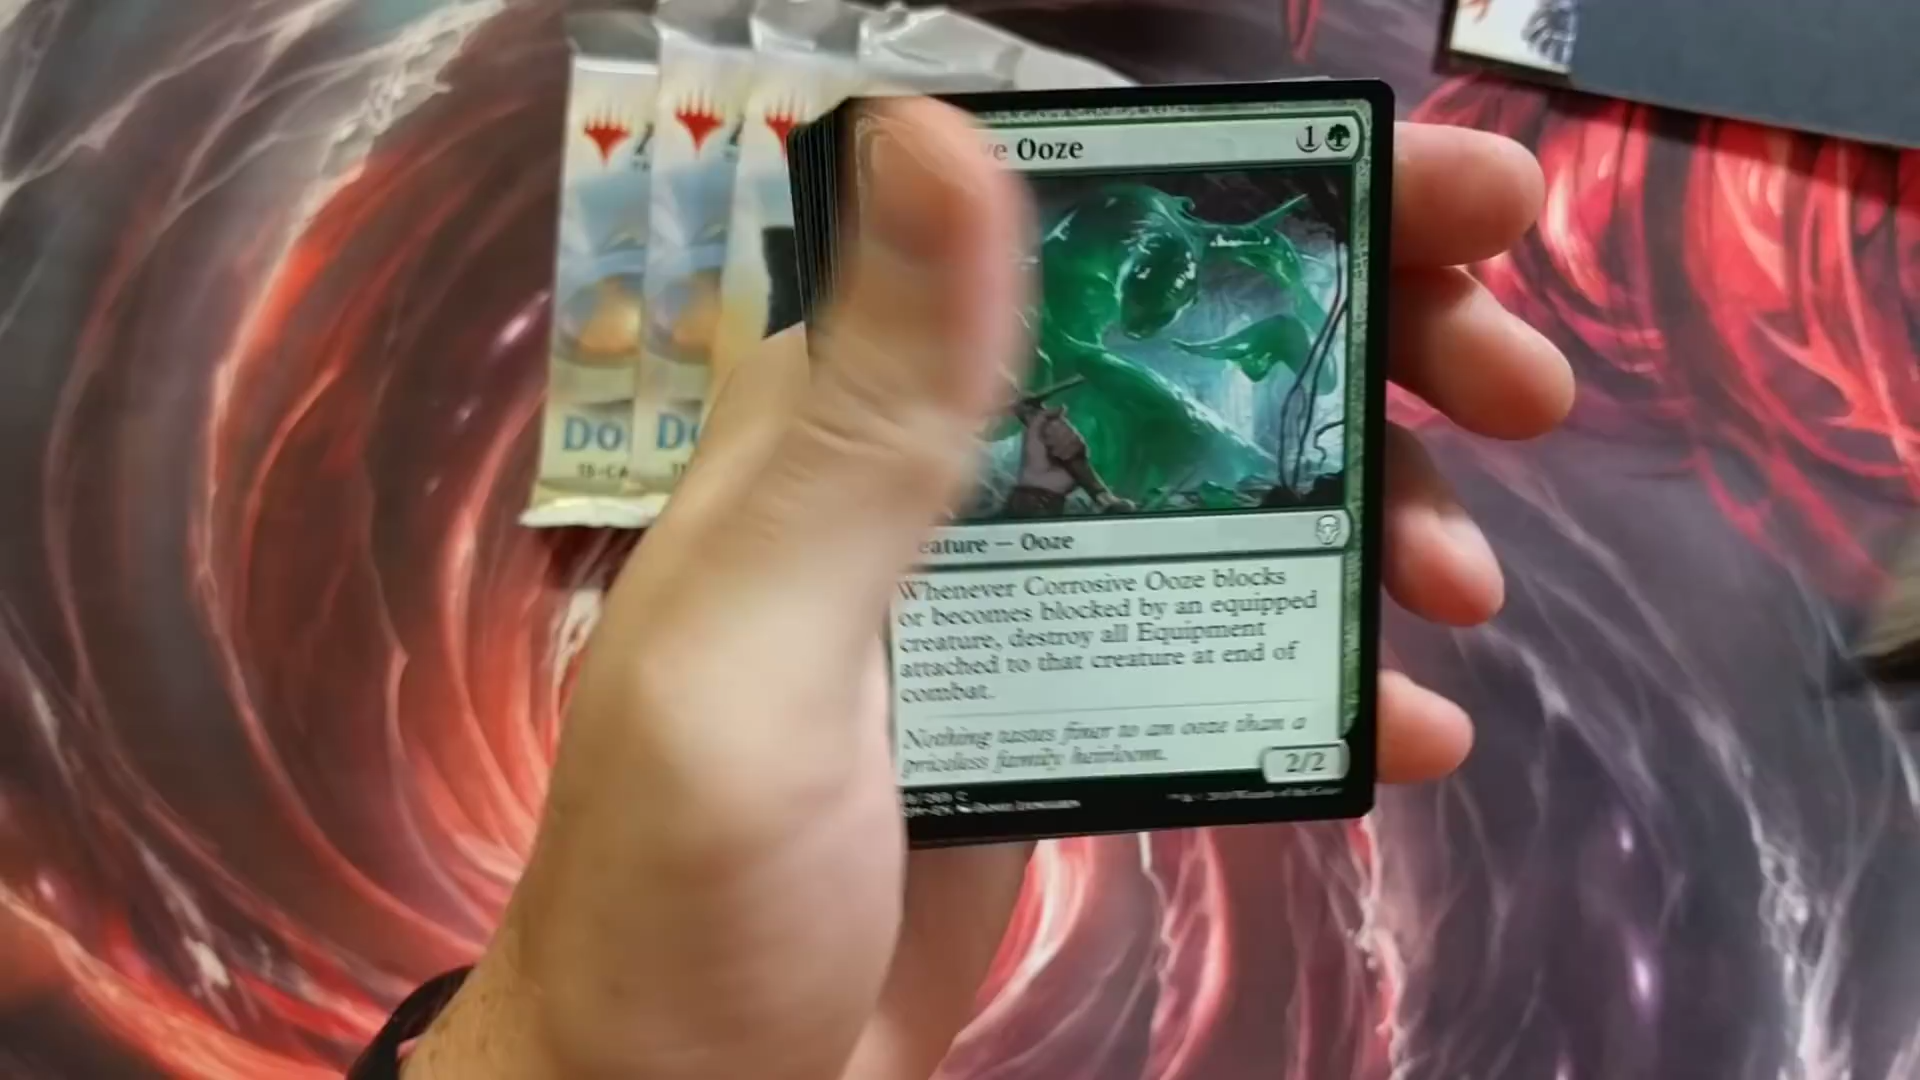 ve Ooze 1
eature — Ooze
Whenever Corrosive Ooze blocks
or becomes blocked by an equipped
creature, destroy all Equipment
attached to that creature at end of
combat.
Nothing tastes finer to an ooze than a
priceless family heirloom.
2/2
DO
D
15-CA